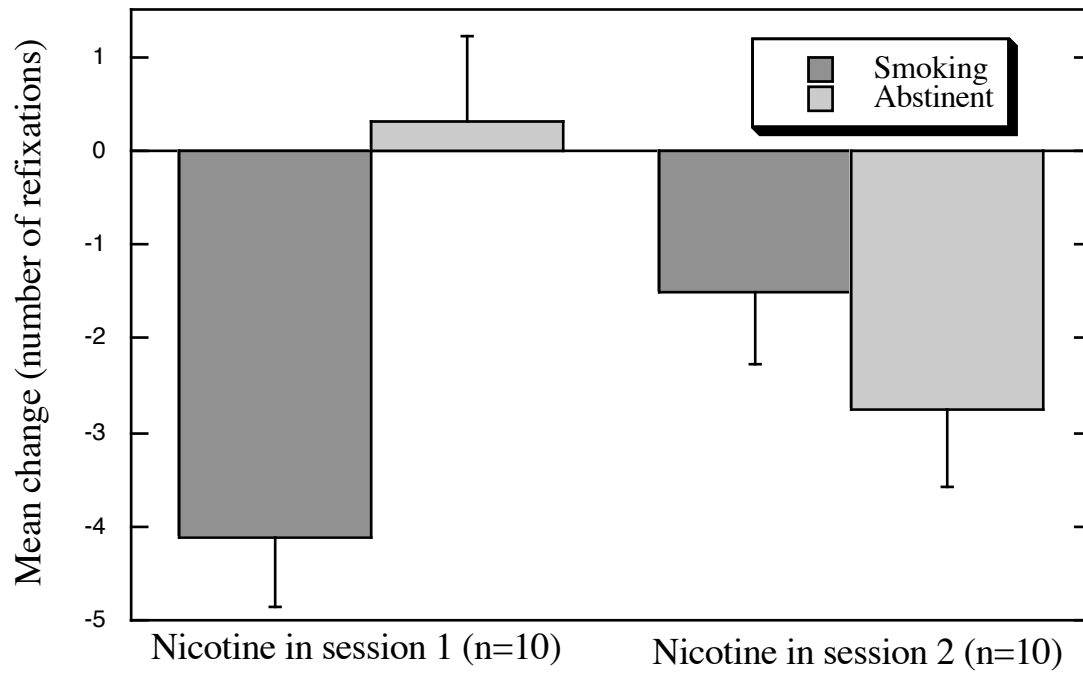 Mean change (number of refixations)
1
0
-1
-2
-3
-4
-5
Smoking
Abstinent
Nicotine in session 1 (n=10)
Nicotine in session 2 (n=10)